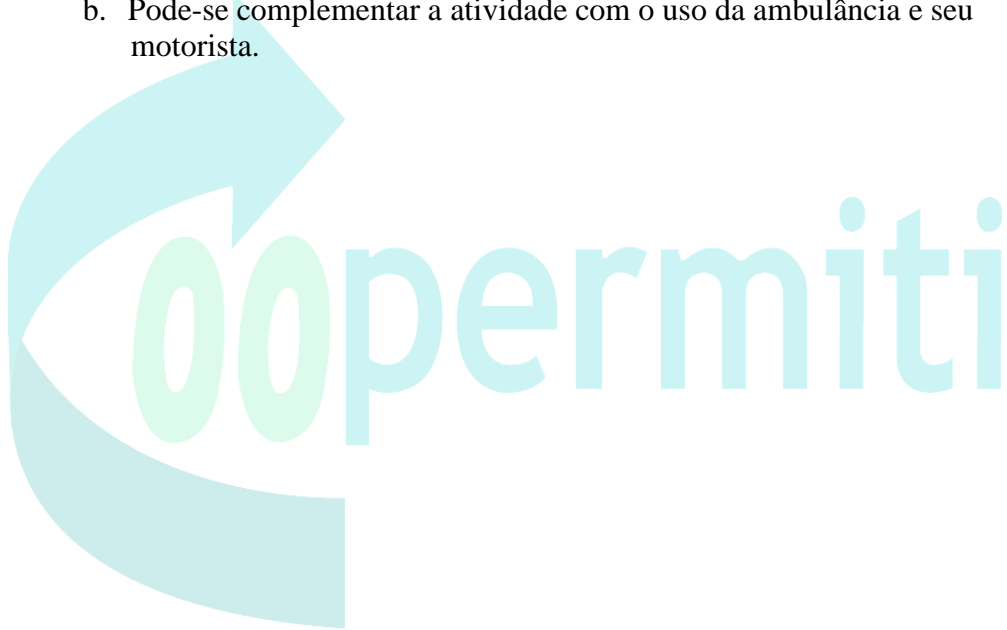 b. Pode-se complementar a atividade com o uso da ambulância e seu
motorista.
Coopermiti